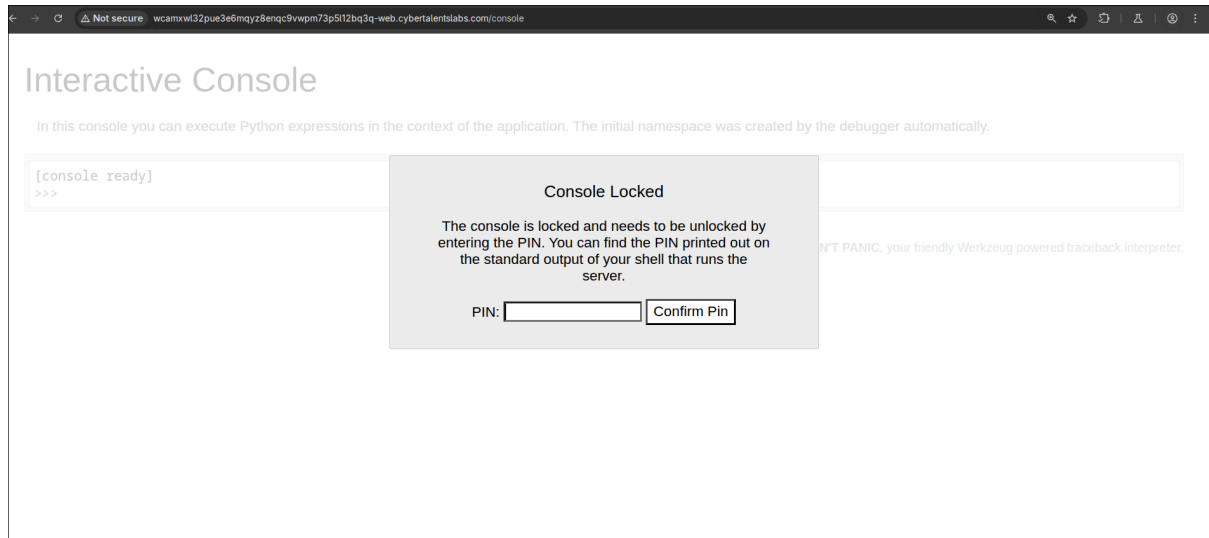 Not secure wcamxwl32pue3e6mqyz8enqc9vwpm73p5l12bq3q-web.cybertalentslabs.com/console
Interactive Console
In this console you can execute Python expressions in the context of the application. The initial namespace was created by the debugger automatically.
[console ready]
>>>
Console Locked
The console is locked and needs to be unlocked by
entering the PIN. You can find the PIN printed out on
the standard output of your shell that runs the
server.
PIN: Confirm Pin
N'T PANIC, your friendly Werkzeug powered traceback interpreter.